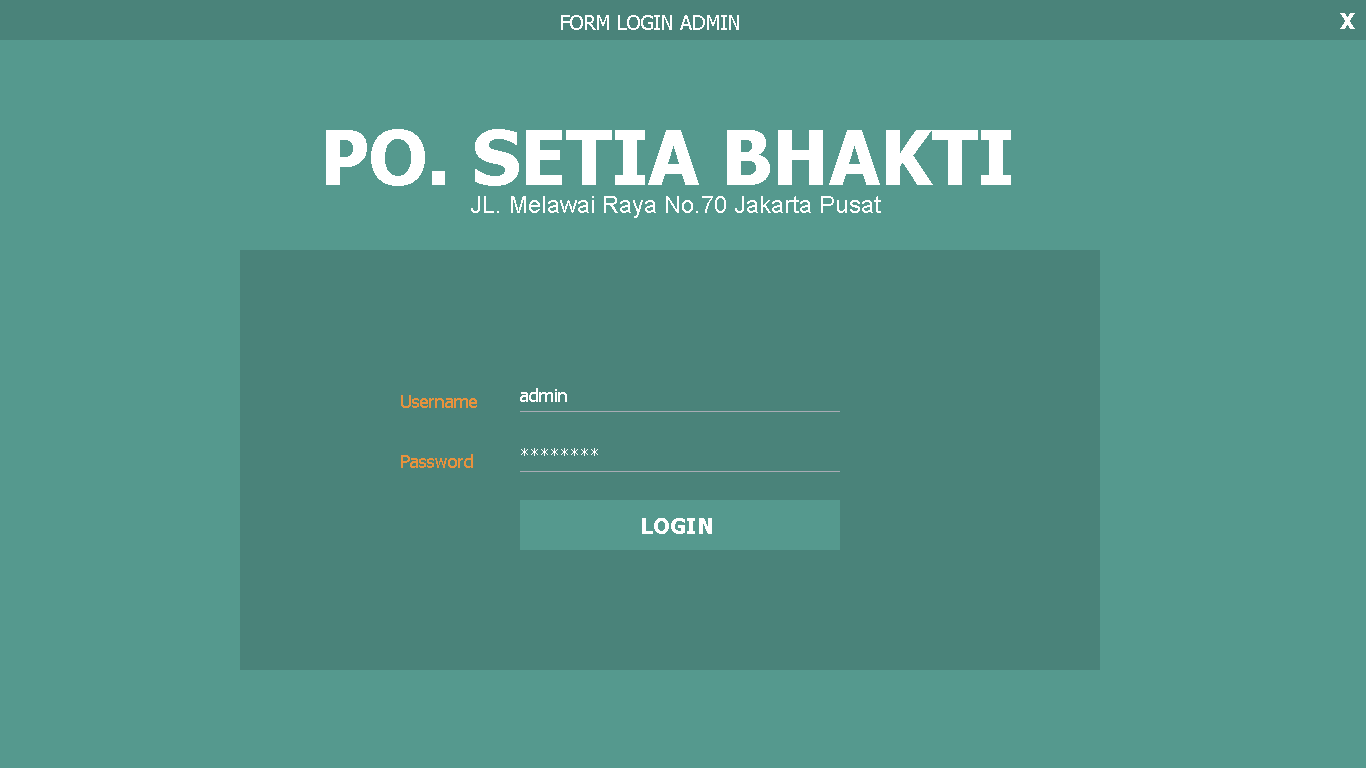 FORM LOGIN ADMIN
X
PO. SETIA BHAKTI
JL. Melawai Raya No.70 Jakarta Pusat
Username admin
Password ********
LOGIN